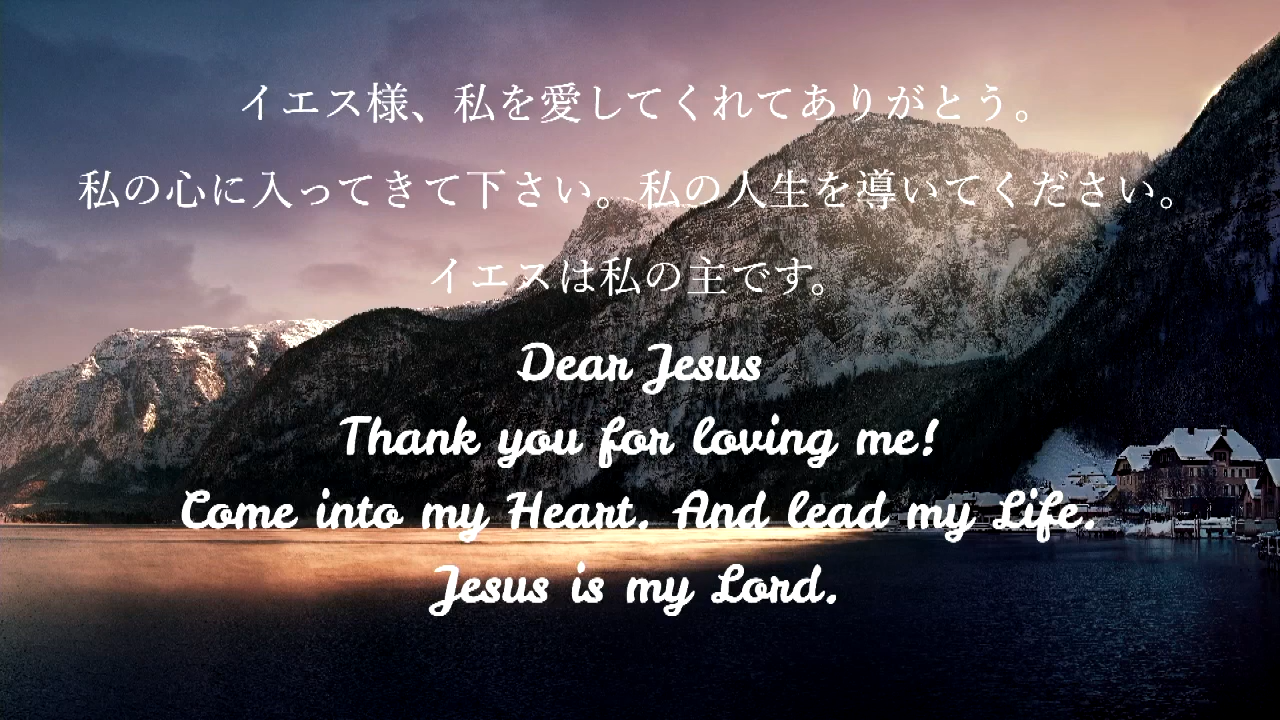 イエス様、私を愛してくれてありがとう。
私の心に入ってきて下さい。私の人生を導いてください。
イエスは私の主です。
Dear Jesus
Thank you for loving me!
Come into my Heart. And lead my Life.
Jesus is my Lord.